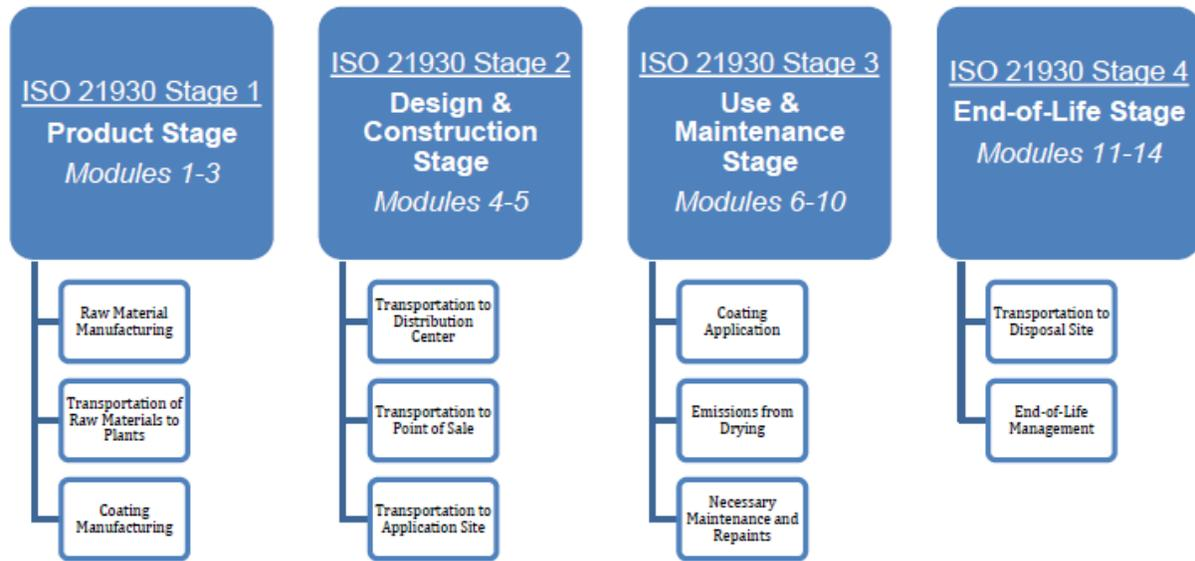 ISO 21930 Stage 1
Product Stage
Modules 1-3
Raw Material
Manufacturing
Transportation of
Raw Materials to
Plants
Coating
Manufacturing
ISO 21930 Stage 2
Design &
Construction
Stage
Modules 4-5
Transportation to
Distribution
Center
Transportation to
Point of Sale
Transportation to
Application Site
ISO 21930 Stage 3
Use &
Maintenance
Stage
Modules 6-10
Coating
Application
Emissions from
Drying
Necessary
Maintenance and
Repaints
ISO 21930 Stage 4
End-of-Life Stage
Modules 11-14
Transportation to
Disposal Site
End-of-Life
Management